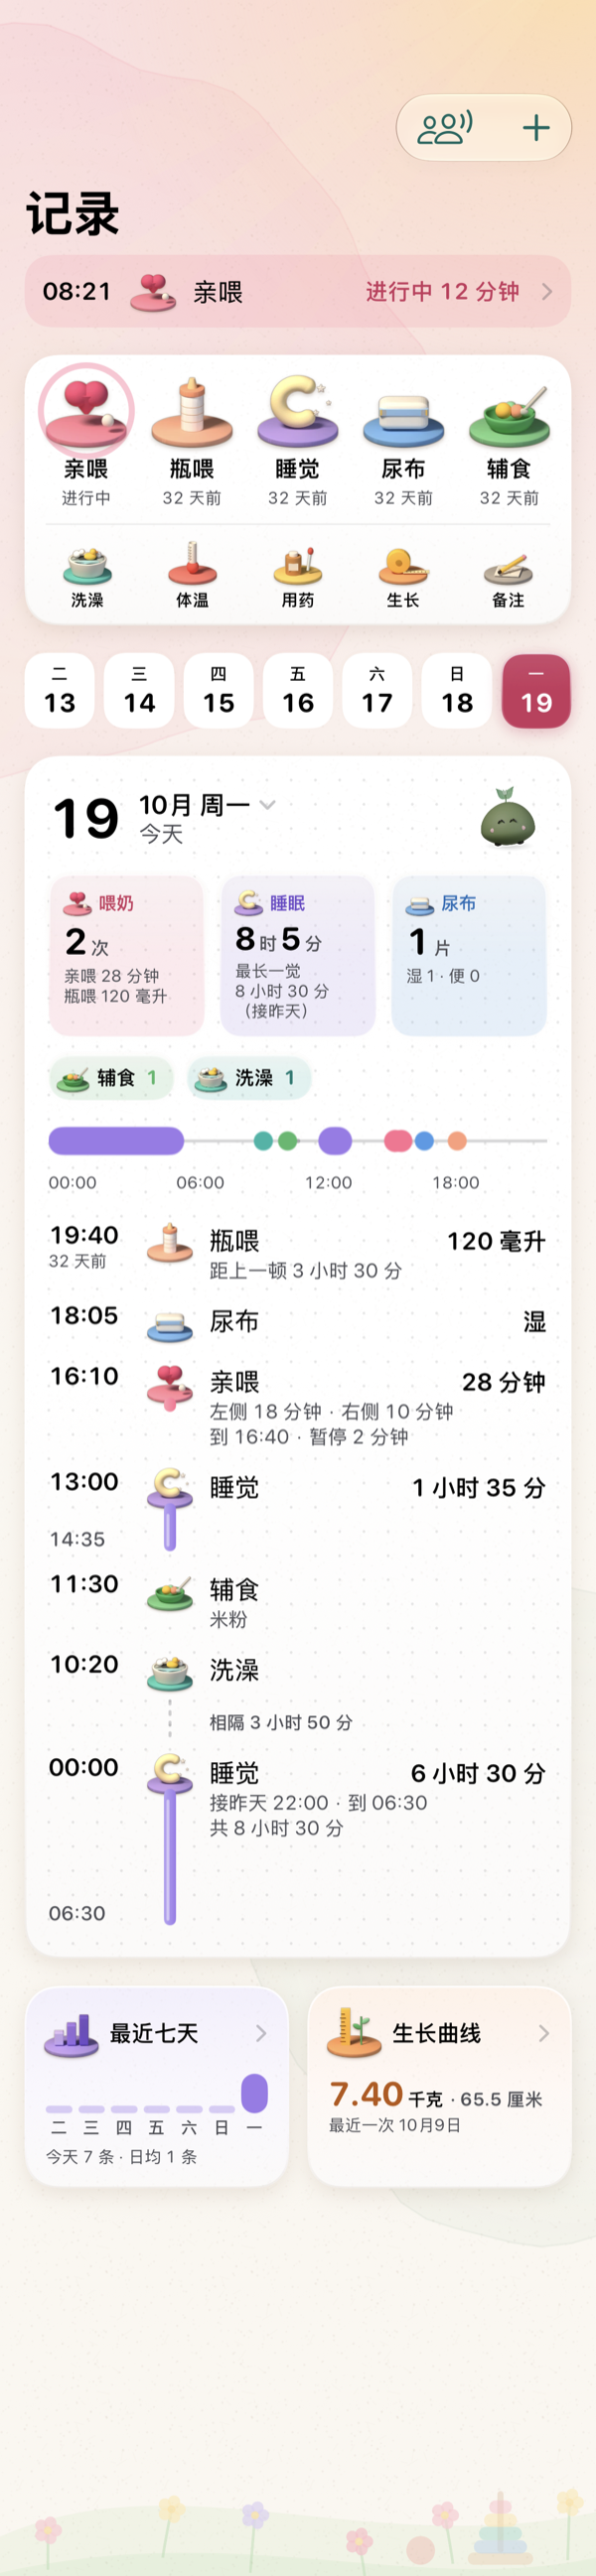 记录
08:21 亲喂 进行中 12 分钟
亲喂 瓶喂 睡觉 尿布 辅食
进行中 32 天前 32 天前 32 天前 32 天前
洗澡 体温 用药 生长 备注
二 三 四 五 六 日 一
13 14 15 16 17 18 19
19 10月 周一
今天
喂奶
2 次
亲喂 28 分钟
瓶喂 120 毫升
睡眠
8 时 5 分
最长一觉
8 小时 30 分
（接昨天）
尿布
1 片
湿 1 · 便 0
辅食 1 洗澡 1
00:00 06:00 12:00 18:00
19:40 瓶喂 120 毫升
32 天前 距上一顿 3 小时 30 分
18:05 尿布 湿
16:10 亲喂 28 分钟
左侧 18 分钟 · 右侧 10 分钟
到 16:40 · 暂停 2 分钟
13:00 睡觉 1 小时 35 分
14:35
11:30 辅食
米粉
10:20 洗澡
相隔 3 小时 50 分
00:00 睡觉 6 小时 30 分
接昨天 22:00 · 到 06:30
共 8 小时 30 分
06:30
最近七天
二 三 四 五 六 日 一
今天 7 条 · 日均 1 条
生长曲线
7.40 千克 · 65.5 厘米
最近一次 10月9日